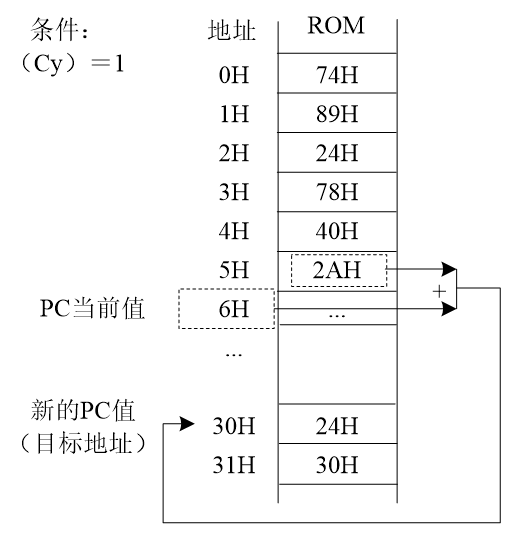 条件：
（Cy）＝1
地址 ROM
0H 74H
1H 89H
2H 24H
3H 78H
4H 40H
5H 2AH
+
PC当前值 6H ...
...
新的PC值
（目标地址）
30H 24H
31H 30H